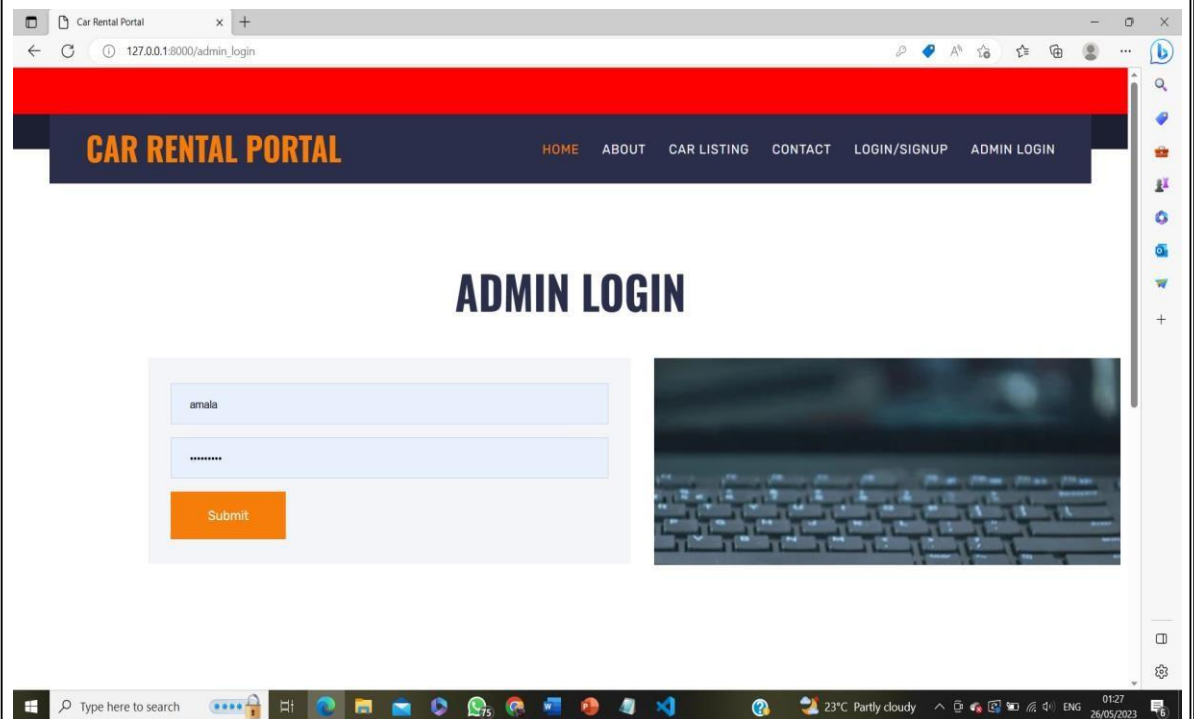 Car Rental Portal
127.0.0.1:8000/admin_login
CAR RENTAL PORTAL
HOME ABOUT CAR LISTING CONTACT LOGIN/SIGNUP ADMIN LOGIN
ADMIN LOGIN
amala
•••••••••
Submit
Type here to search
75
23°C Partly cloudy
ENG
01:27
26/05/2023
6